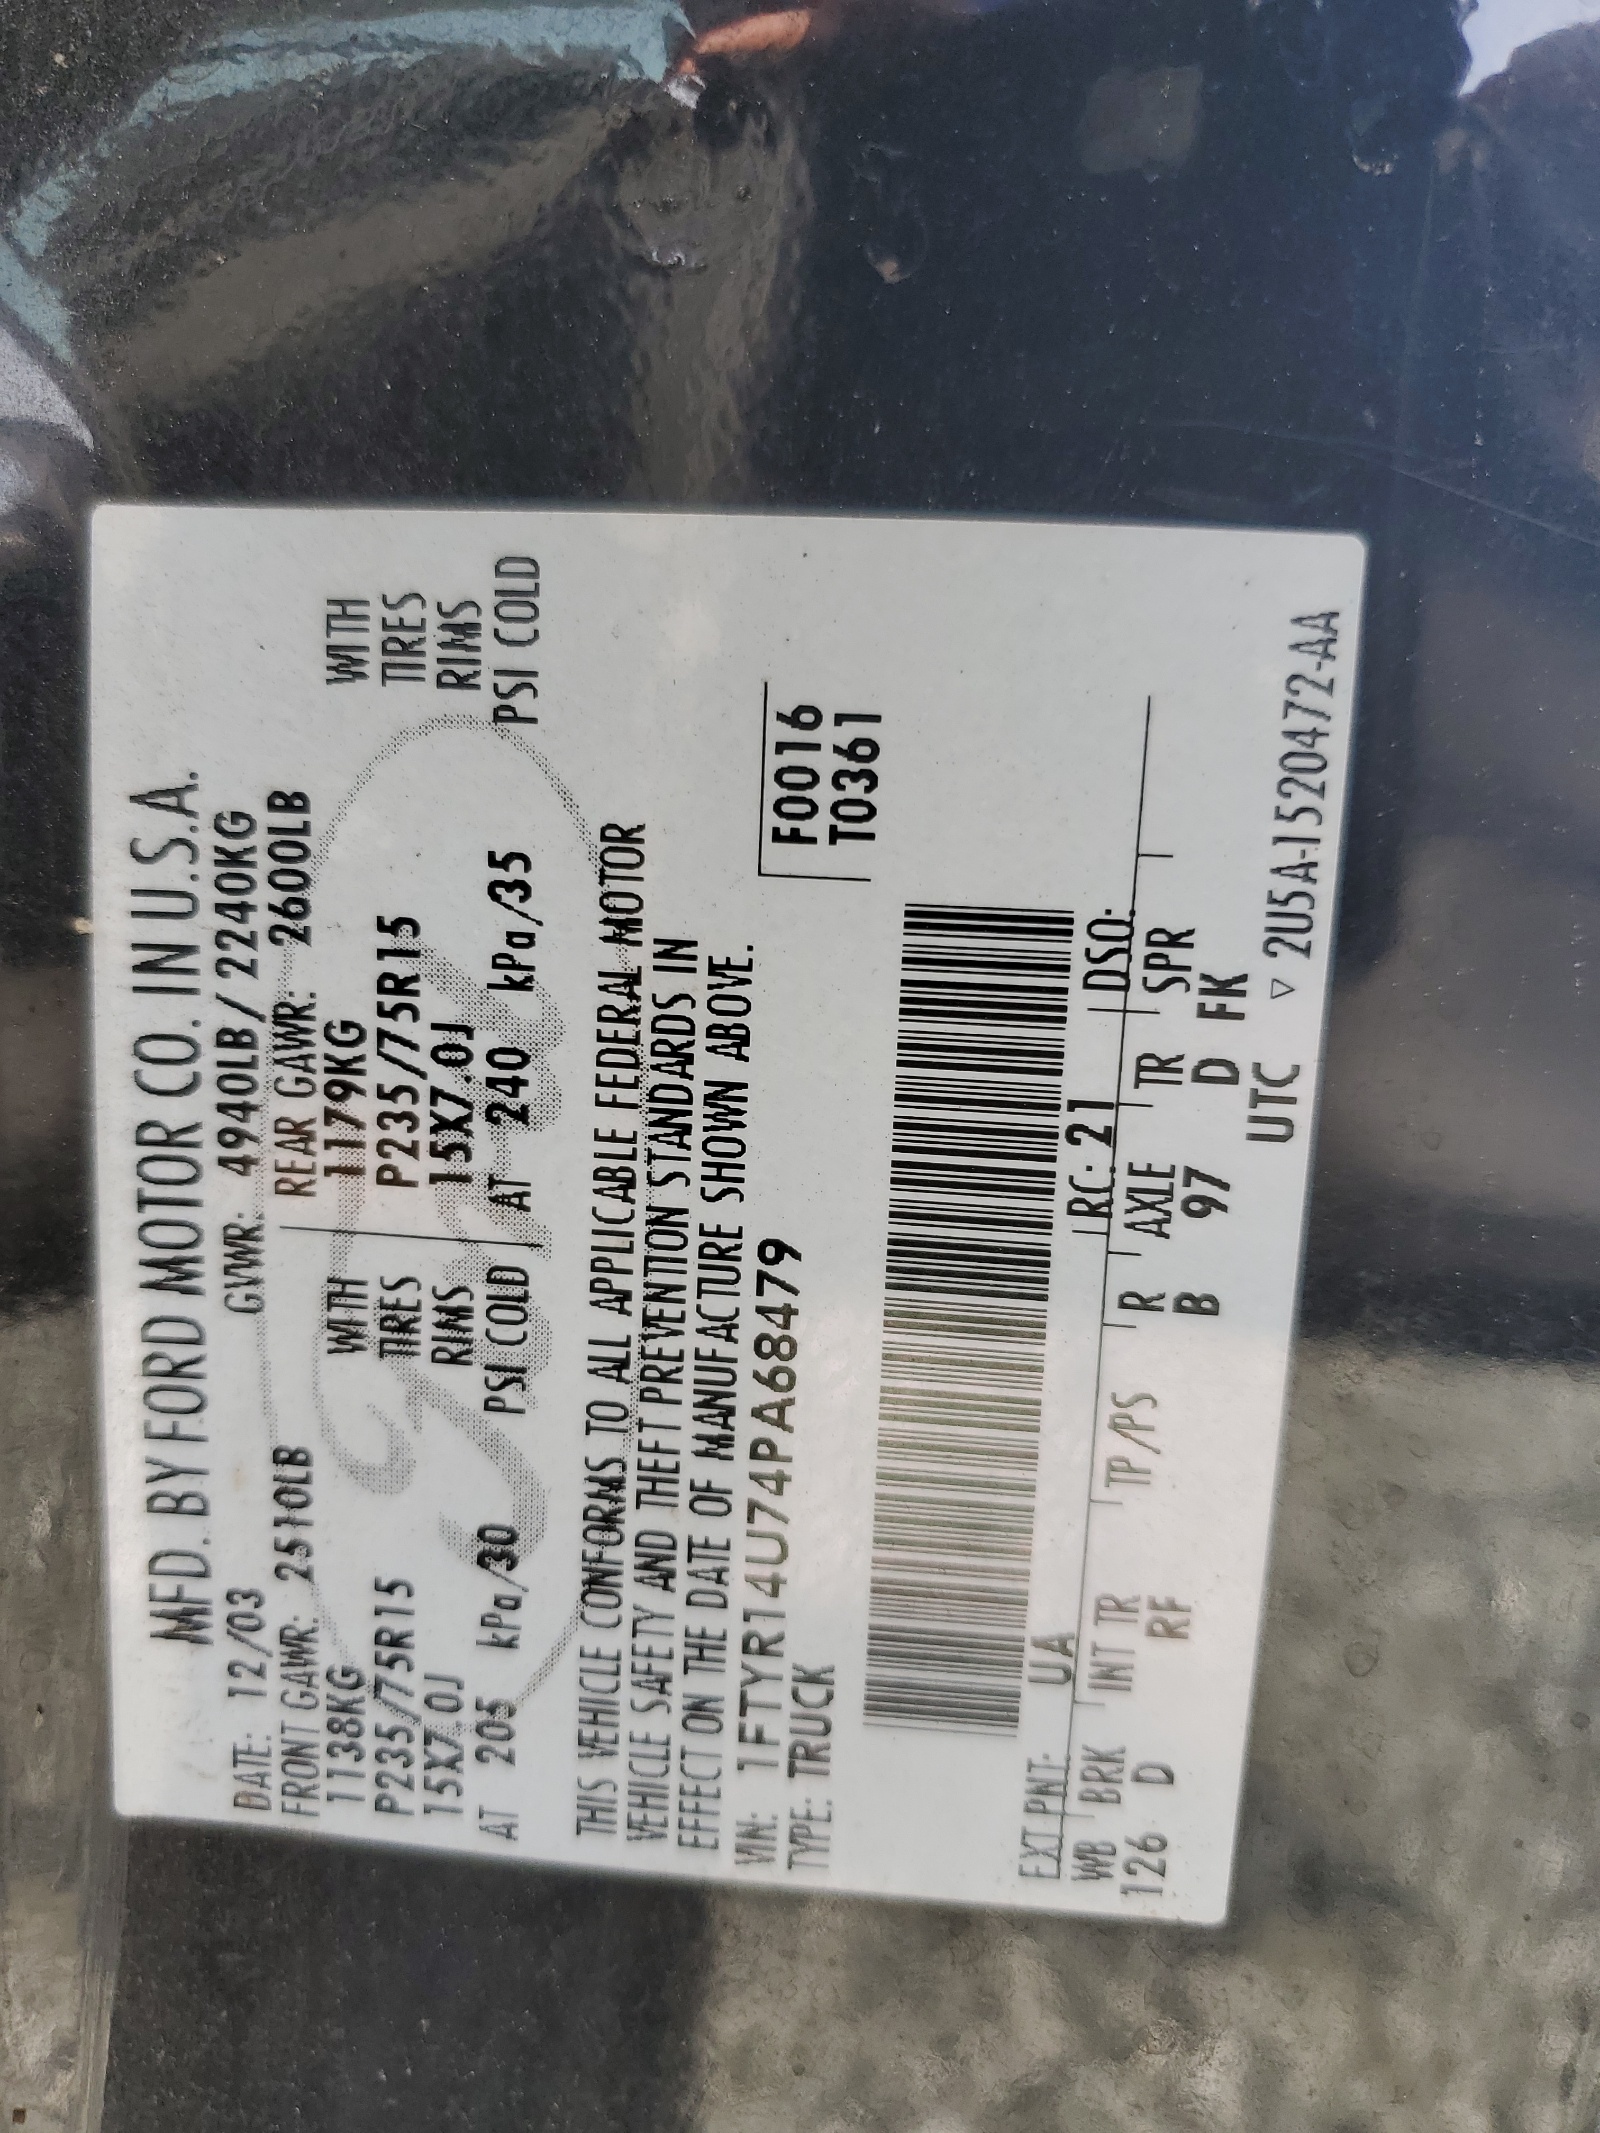 MFD. BY FORD MOTOR CO. IN U.S.A.
DATE: 12/03 GVWR: 4940LB/2240KG
FRONT GAWR: 2510LB REAR GAWR: 2600LB
1138KG WITH 1179KG WITH
P235/75R15 TIRES P235/75R15 TIRES
15X7.0J RIMS 15X7.0J RIMS
AT 205 kPa/30 PSI COLD AT 240 kPa/35 PSI COLD
THIS VEHICLE CONFORMS TO ALL APPLICABLE FEDERAL MOTOR
VEHICLE SAFETY AND THEFT PREVENTION STANDARDS IN
EFFECT ON THE DATE OF MANUFACTURE SHOWN ABOVE.
VIN: 1FTYR14U74PA68479 F0016
TYPE: TRUCK T0361
EXT PNT: UA RC: 21 DSO:
WB BRK INT TR TP/PS R AXLE TR SPR
126 D RF B 97 D FK
UTC ▽ 2U5A-1520472-AA